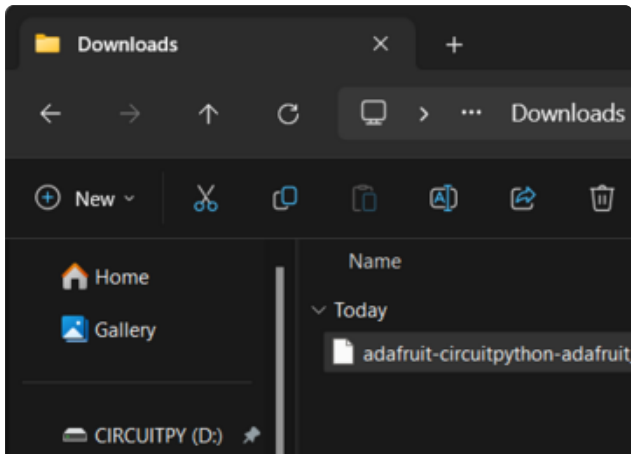 Downloads
Downloads
New
Name
Home
Today
Gallery
adafruit-circuitpython-adafruit
CIRCUITPY (D:)